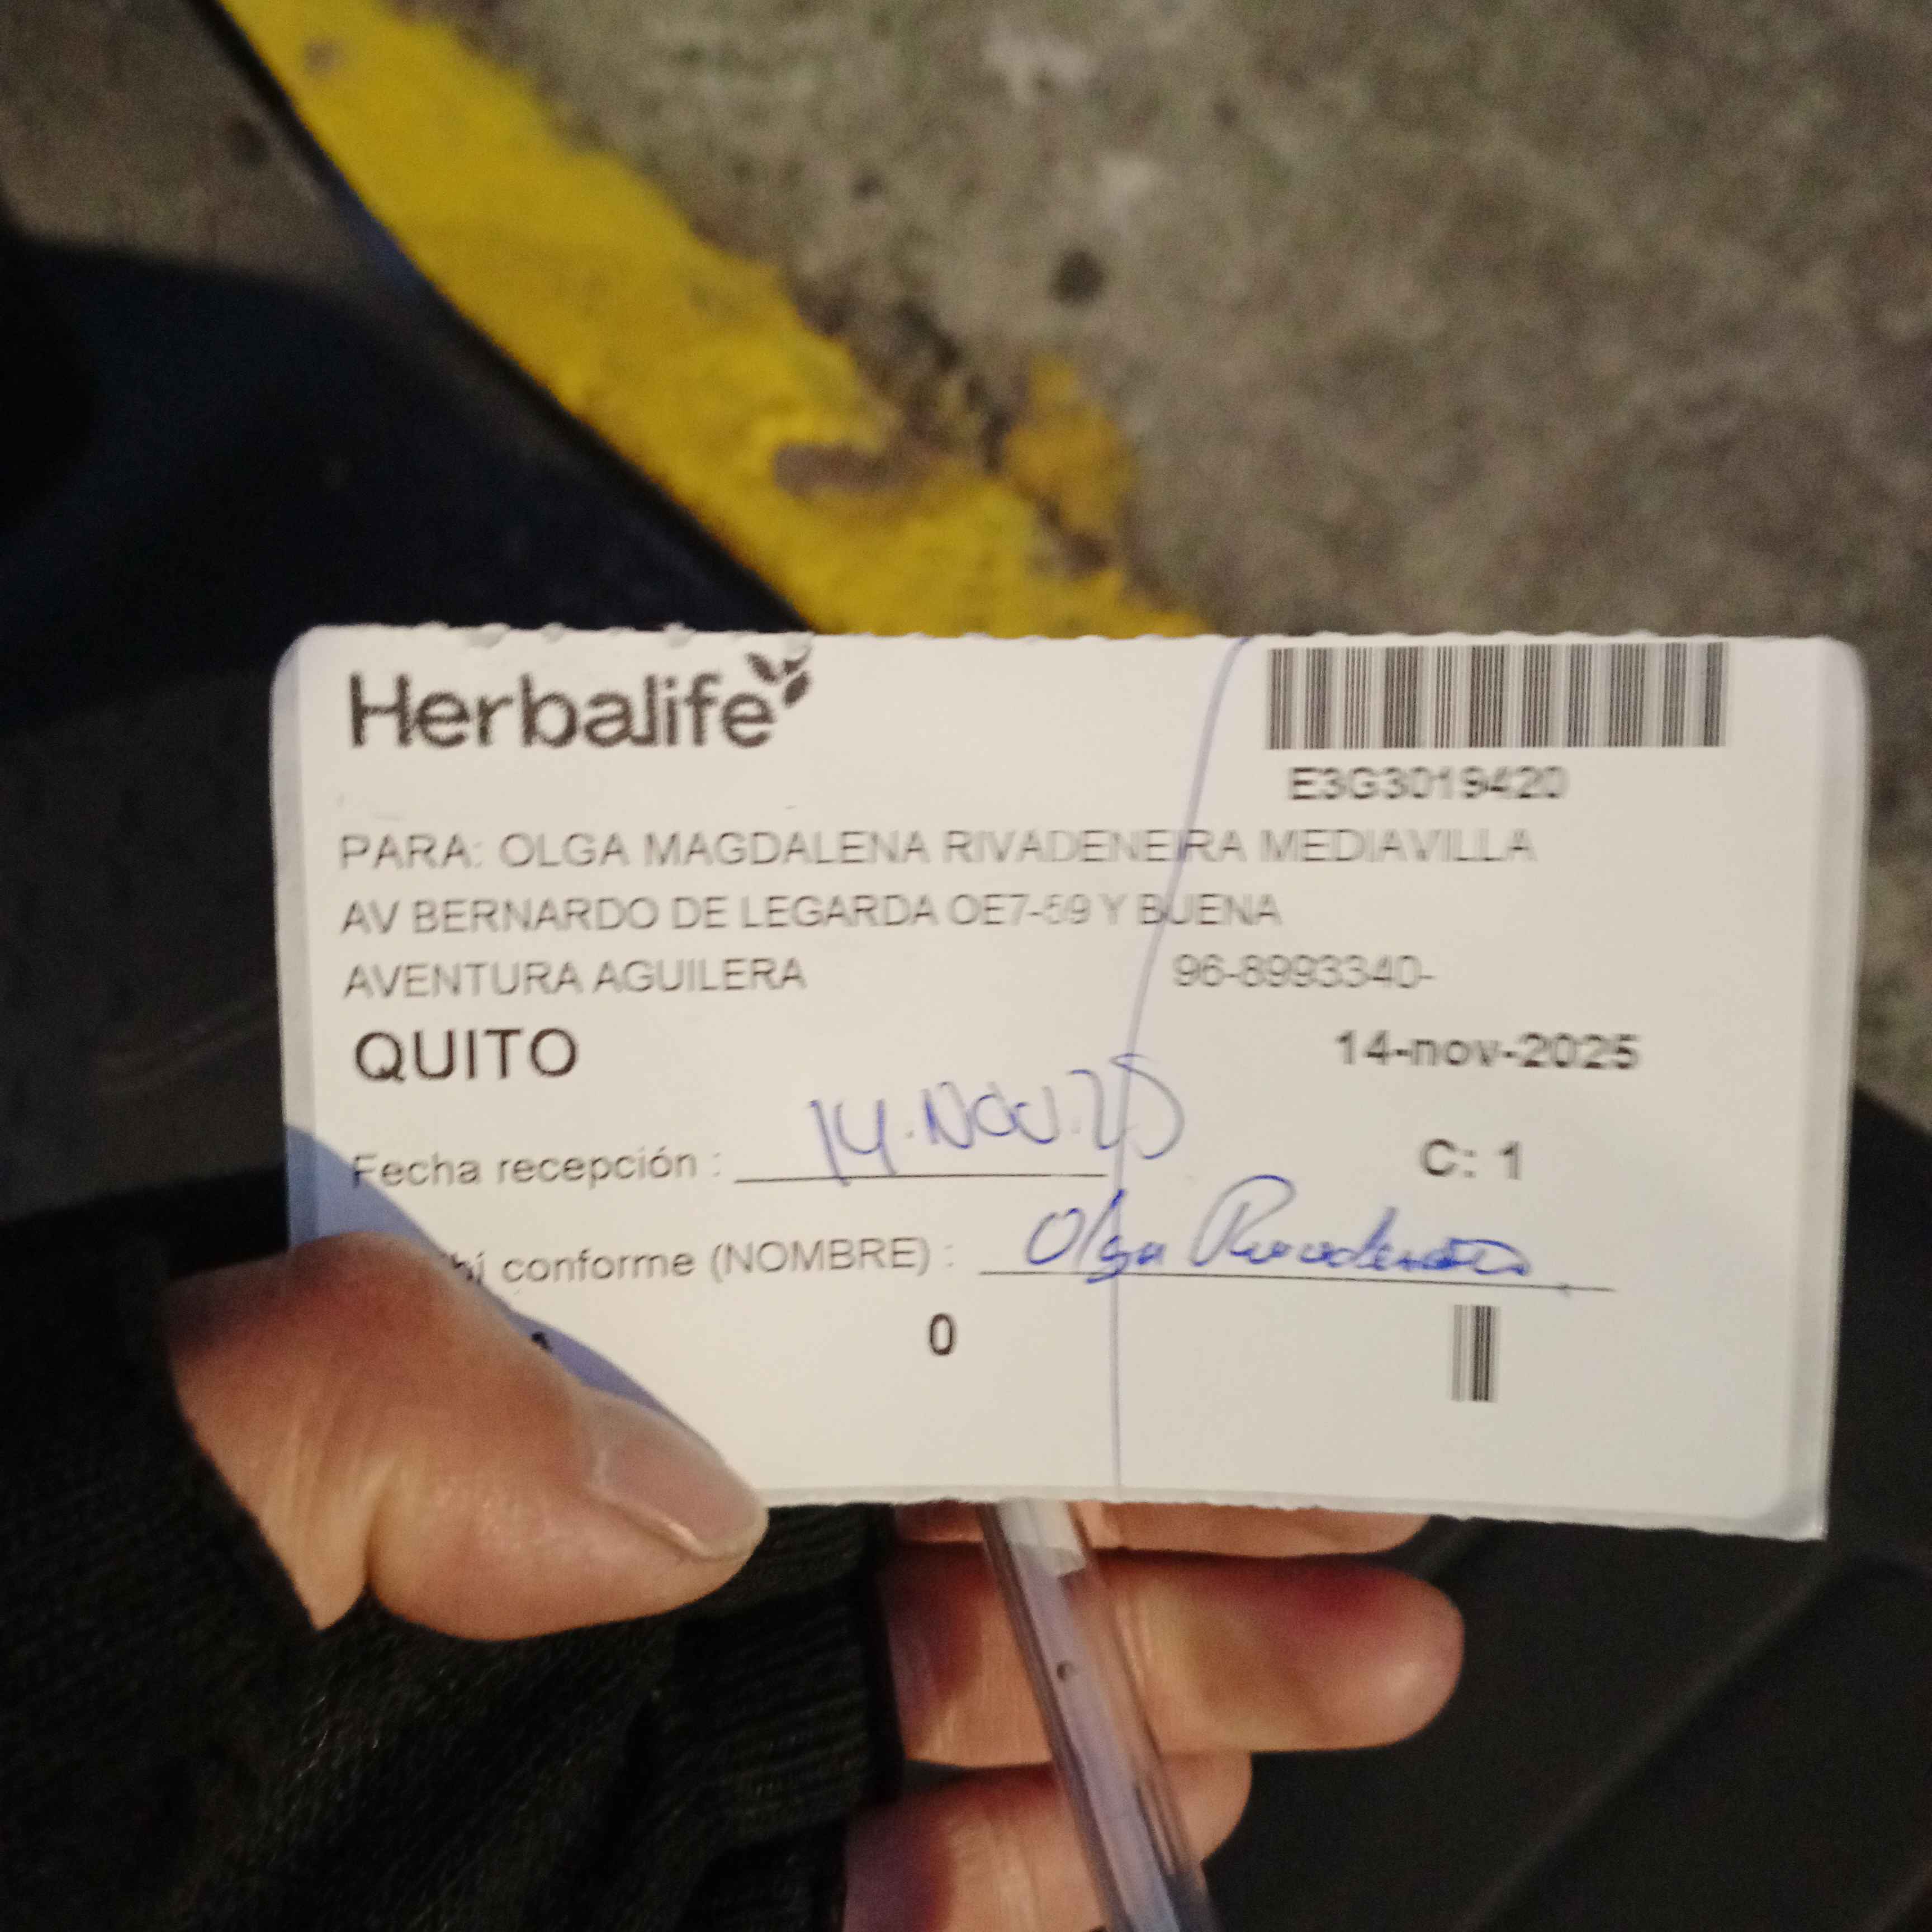 Herbalife
E3G3019420
PARA: OLGA MAGDALENA RIVADENEIRA MEDIAVILLA
AV BERNARDO DE LEGARDA OE7-59 Y BUENA
AVENTURA AGUILERA 96-8993340-
QUITO
14-nov-2025
Fecha recepción : 14.Nov.25
C: 1
conforme (NOMBRE) : Olga Rivadeneira
0